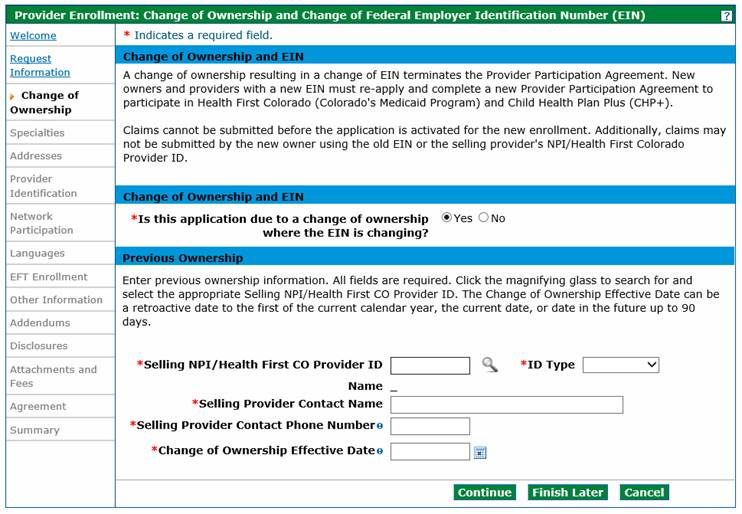 Provider Enrollment: Change of Ownership and Change of Federal Employer Identification Number (EIN)
?
Welcome
Request
Information
Change of
Ownership
Specialties
Addresses
Provider
Identification
Network
Participation
Languages
EFT Enrollment
Other Information
Addendums
Disclosures
Attachments and
Fees
Agreement
Summary
* Indicates a required field.
Change of Ownership and EIN
A change of ownership resulting in a change of EIN terminates the Provider Participation Agreement. New
owners and providers with a new EIN must re-apply and complete a new Provider Participation Agreement to
participate in Health First Colorado (Colorado's Medicaid Program) and Child Health Plan Plus (CHP+).
Claims cannot be submitted before the application is activated for the new enrollment. Additionally, claims may
not be submitted by the new owner using the old EIN or the selling provider's NPI/Health First Colorado
Provider ID.
Change of Ownership and EIN
*Is this application due to a change of ownership
where the EIN is changing?
Yes No
Previous Ownership
Enter previous ownership information. All fields are required. Click the magnifying glass to search for and
select the appropriate Selling NPI/Health First CO Provider ID. The Change of Ownership Effective Date can be
a retroactive date to the first of the current calendar year, the current date, or date in the future up to 90
days.
*Selling NPI/Health First CO Provider ID *ID Type
Name _
*Selling Provider Contact Name
*Selling Provider Contact Phone Number
*Change of Ownership Effective Date
Continue Finish Later Cancel